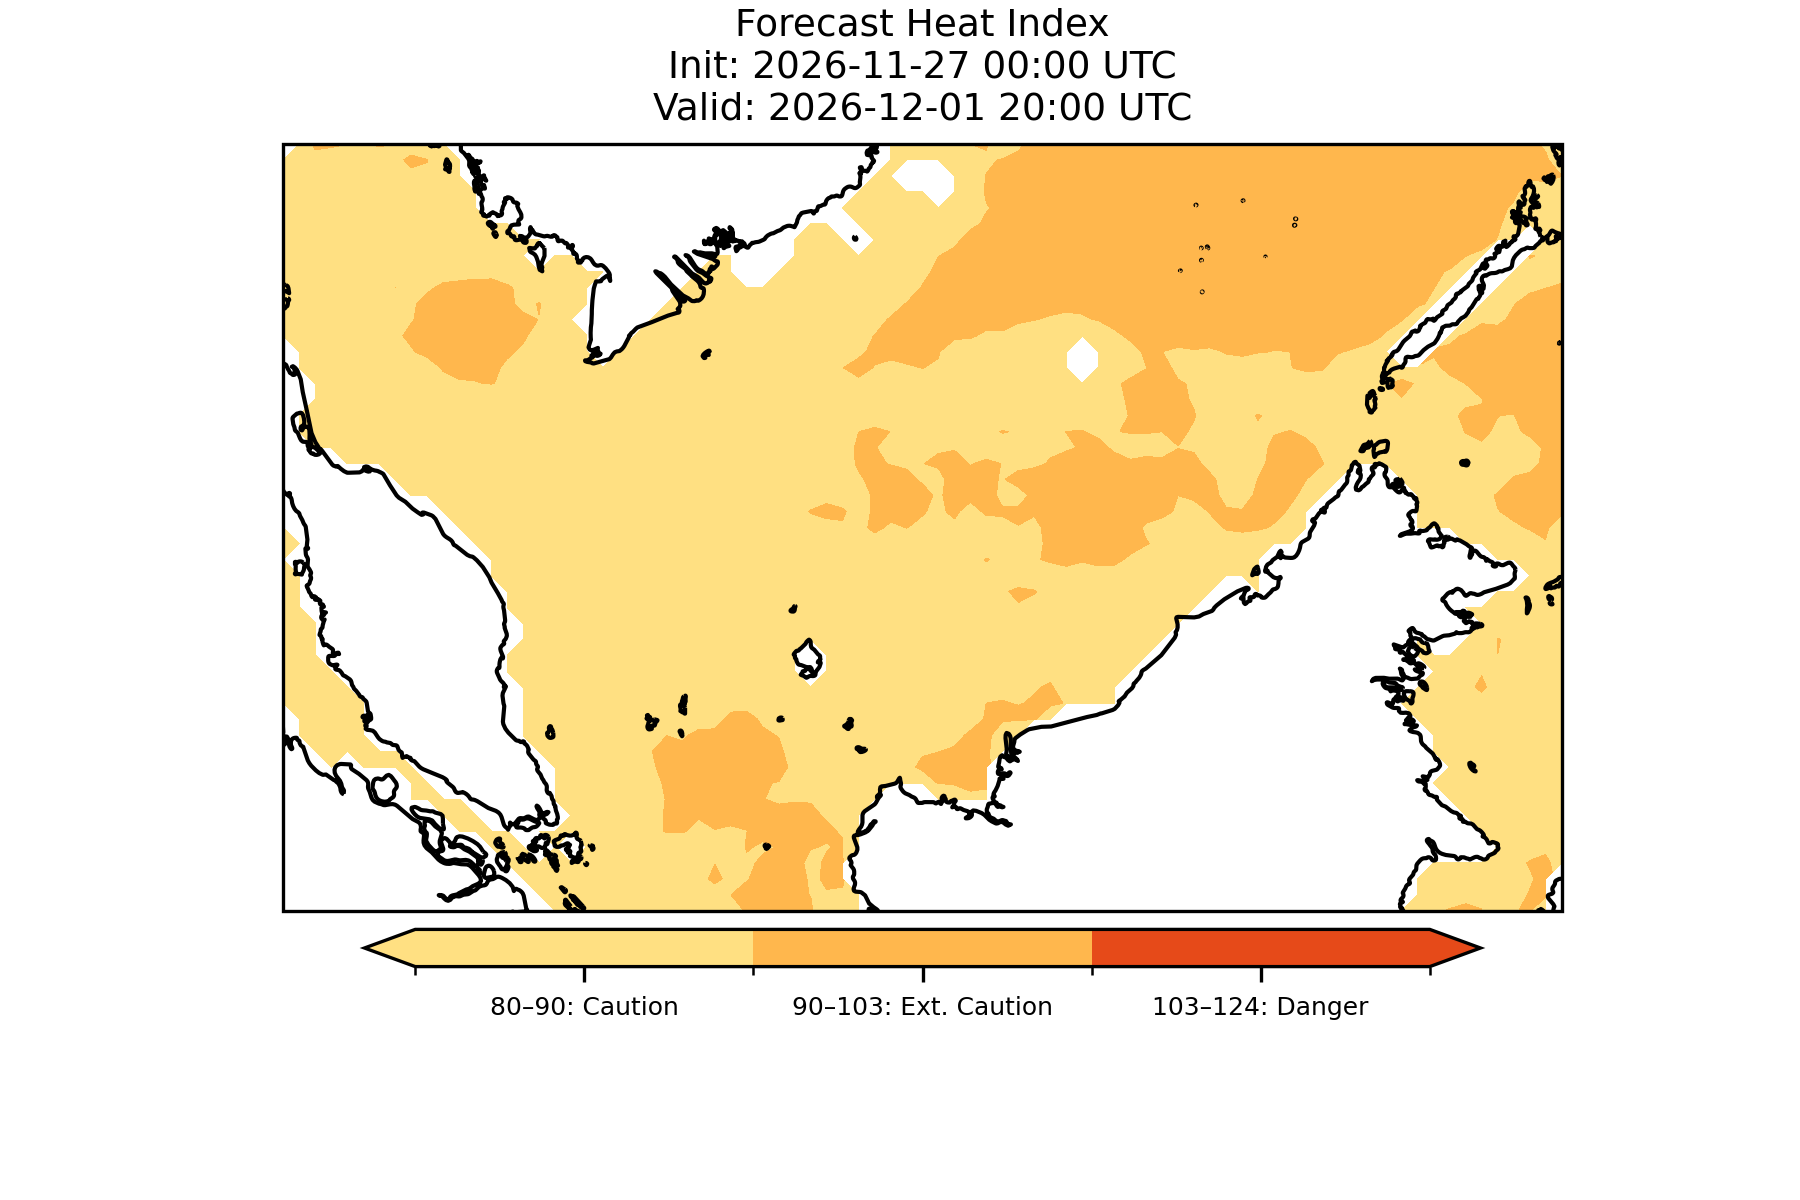 Forecast Heat Index
Init: 2026-11-27 00:00 UTC
Valid: 2026-12-01 20:00 UTC
80–90: Caution
90–103: Ext. Caution
103–124: Danger